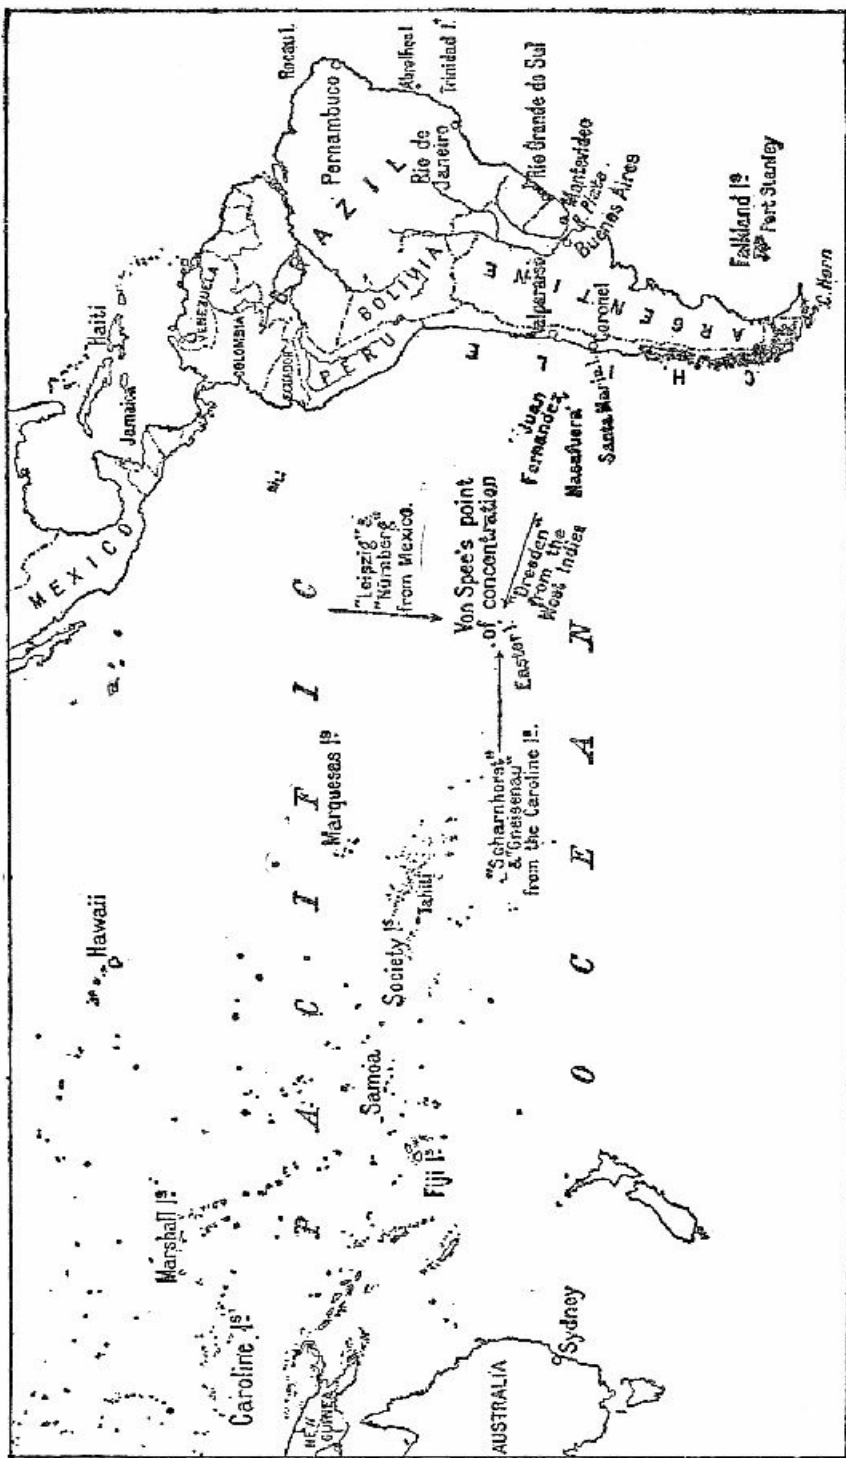 Hawaii
Marshall Is
Caroline Is
MEXICO
Haiti
Jamaica
VENEZUELA
COLOMBIA
ECUADOR
PERU
BOLIVIA
AZIL
Rocas I.
Pernambuco
Abrolhos I
Trinidad I.
Rio de
Janeiro
PACIFIC
Marquesas Is
Samoa
Society Is
Tahiti
Fiji Is
NEW
GUINEA
"Leipzig" &
"Nürnberg"
from Mexico.
Von Spee's point
of concentration
Easter I.
"Scharnhorst"
& "Gneisenau"
from the Caroline Is.
"Dresden"
from the
West Indies
Juan
Fernandez
Masafuera
Santa Maria I.
Valparaiso
Coronel
CHILE
ARGENTINE
Rio Grande do Sul
Montevideo
R. Plate
Buenos Aires
OCEAN
AUSTRALIA
Sydney
Falkland Is
Port Stanley
C. Horn